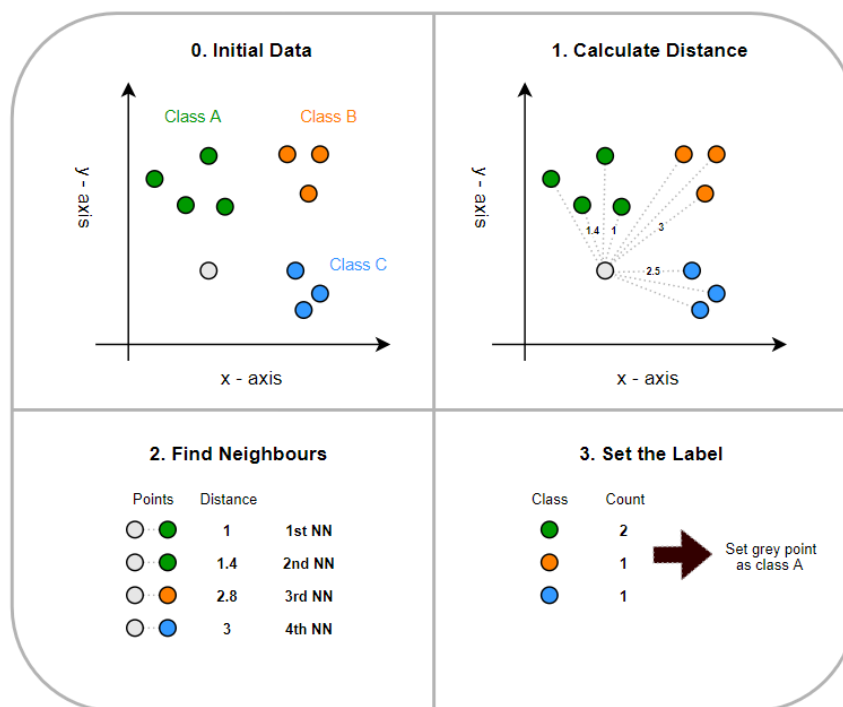 0. Initial Data
Class A
Class B
Class C
y - axis
x - axis
1. Calculate Distance
1.4
1
3
2.5
y - axis
x - axis
2. Find Neighbours
Points Distance
1 1st NN
1.4 2nd NN
2.8 3rd NN
3 4th NN
3. Set the Label
Class Count
2
1
1
Set grey point
as class A